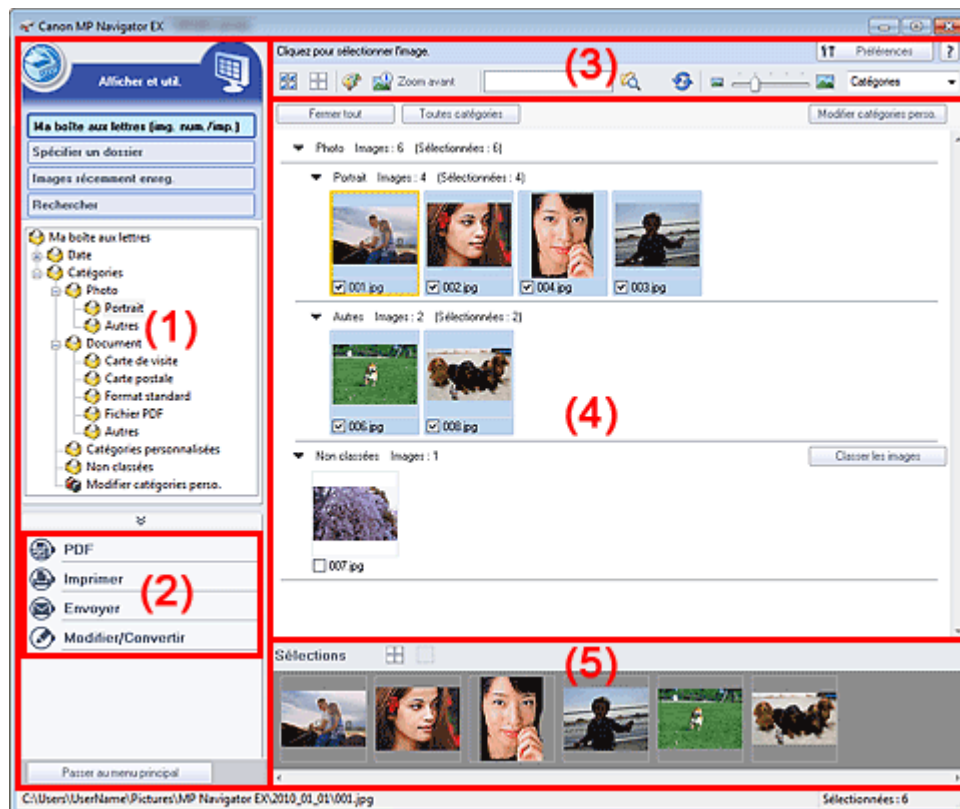 Canon MP Navigator EX
Afficher et util.
Ma boîte aux lettres (img. num./imp.)
Spécifier un dossier
Images récemment enreg.
Rechercher
Ma boîte aux lettres
Date
Catégories
Photo
Portrait
Autres
(1)
Document
Carte de visite
Carte postale
Format standard
Fichier PDF
Autres
Catégories personnalisées
Non classées
Modifier catégories perso.
PDF
Imprimer
(2)
Envoyer
Modifier/Convertir
Passer au menu principal
Cliquez pour sélectionner l'image.
(3)
Préférences
?
Zoom avant
Catégories
Fermer tout
Toutes catégories
Modifier catégories perso.
Photo Images : 6 (Sélectionnées : 6)
Portrait Images : 4 (Sélectionnées : 4)
001.jpg
002.jpg
004.jpg
003.jpg
Autres Images : 2 (Sélectionnées : 2)
006.jpg
008.jpg
(4)
Non classées Images : 1
Classer les images
007.jpg
Sélections
(5)
C:\Users\UserName\Pictures\MP Navigator EX\2010_01_01\001.jpg
Sélectionnées : 6